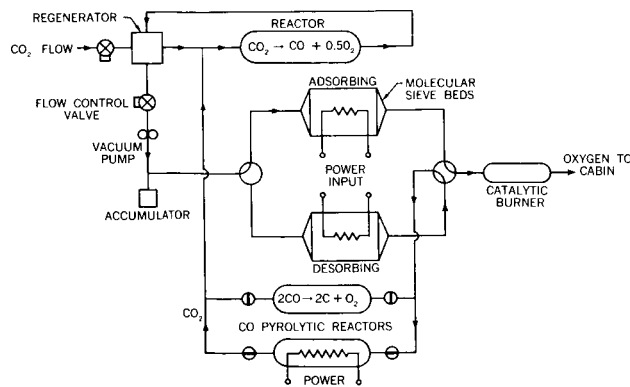 REGENERATOR
REACTOR
CO₂ FLOW
CO₂ → CO + 0.5O₂
ADSORBING
MOLECULAR
SIEVE BEDS
FLOW CONTROL
VALVE
VACUUM
PUMP
POWER
INPUT
OXYGEN TO
CABIN
CATALYTIC
BURNER
ACCUMULATOR
DESORBING
2CO → 2C + O₂
CO₂
CO PYROLYTIC REACTORS
POWER